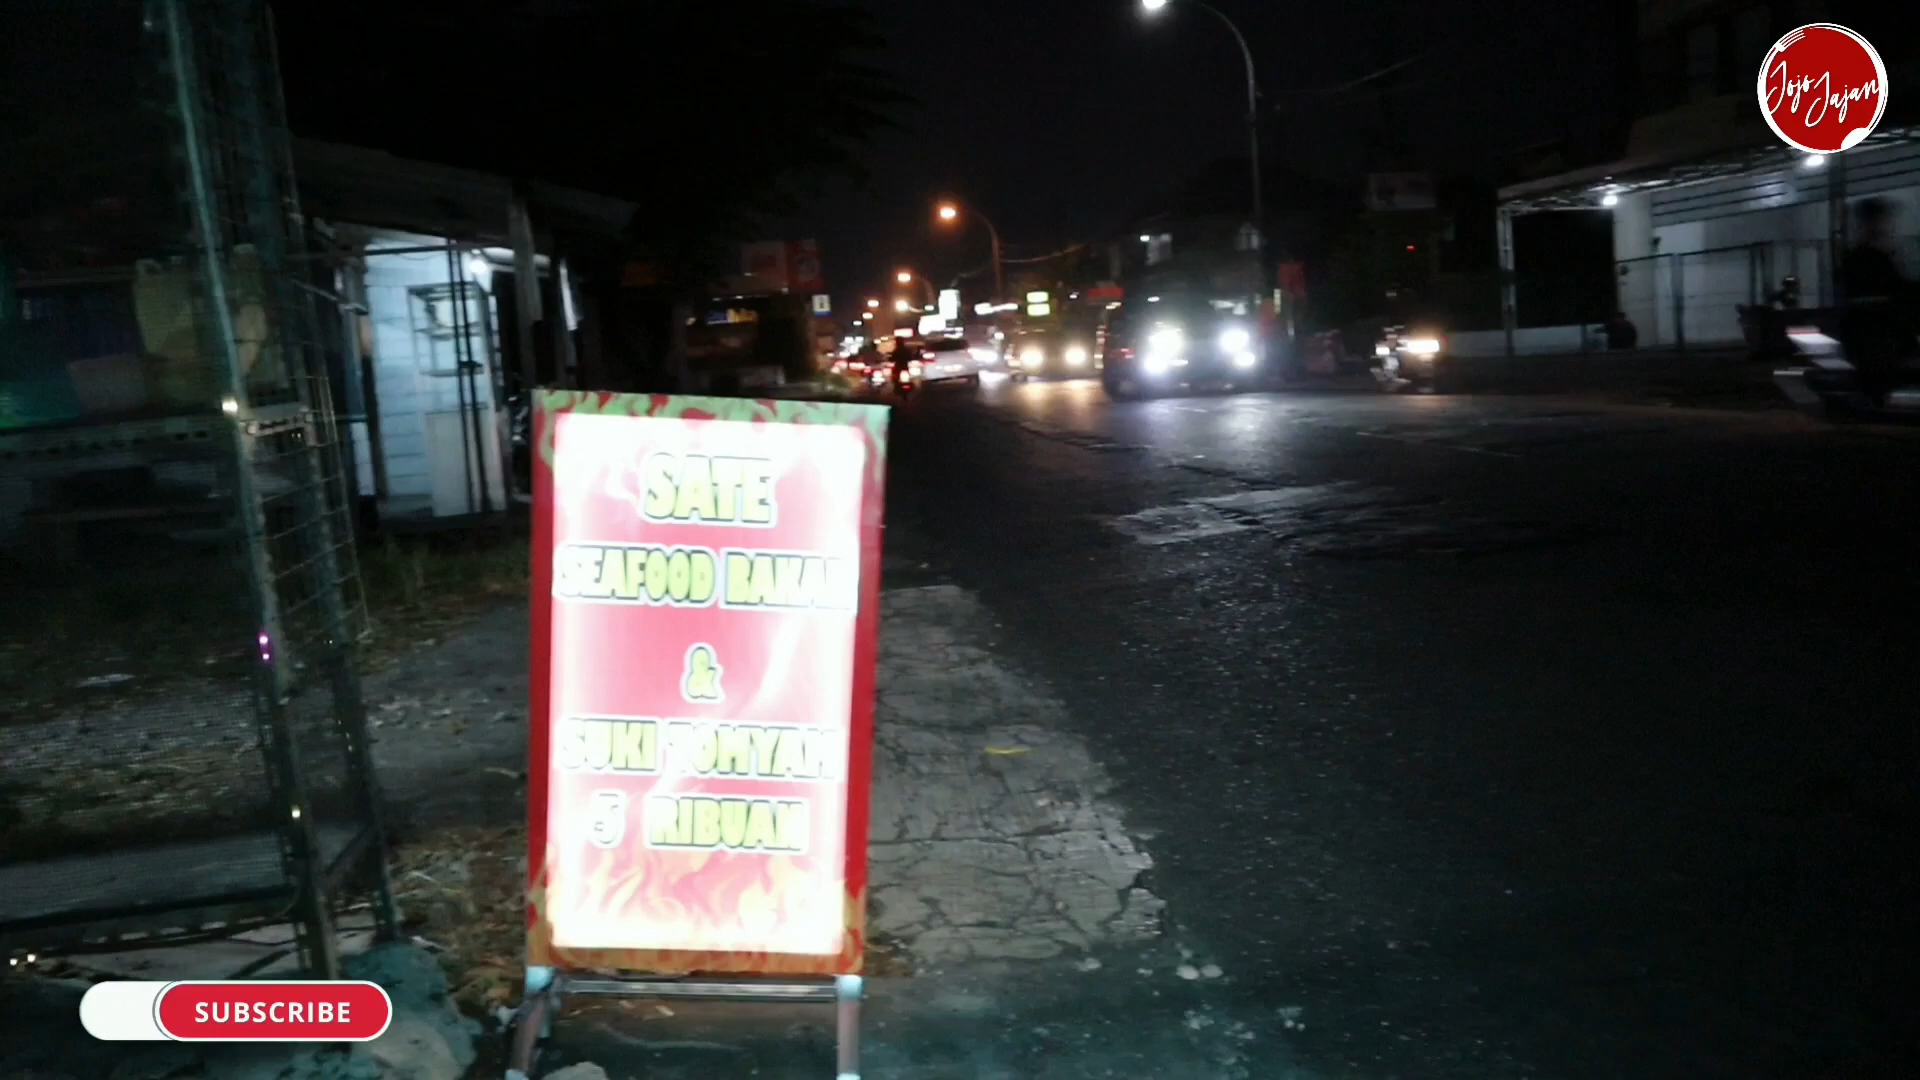 Jojo Jajan
SATE
SEAFOOD BAKAR
&
SUKI TOMYAM
5 RIBUAN
SUBSCRIBE